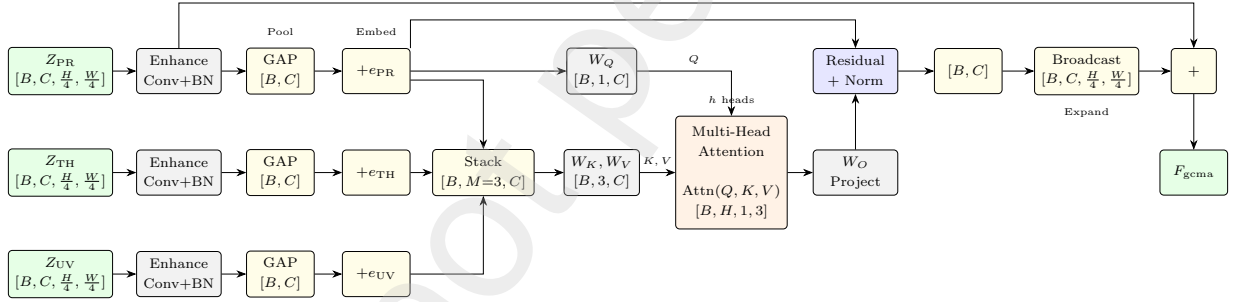 Pool
Embed
Z_PR
[B, C, H/4, W/4]
Enhance
Conv+BN
GAP
[B, C]
+e_PR
W_Q
[B, 1, C]
Q
Residual
+ Norm
[B, C]
Broadcast
[B, C, H/4, W/4]
+
Expand
h heads
Z_TH
[B, C, H/4, W/4]
Enhance
Conv+BN
GAP
[B, C]
+e_TH
Stack
[B, M=3, C]
W_K, W_V
[B, 3, C]
K, V
Multi-Head
Attention
Attn(Q, K, V)
[B, H, 1, 3]
W_O
Project
F_gcma
Z_UV
[B, C, H/4, W/4]
Enhance
Conv+BN
GAP
[B, C]
+e_UV
not pe